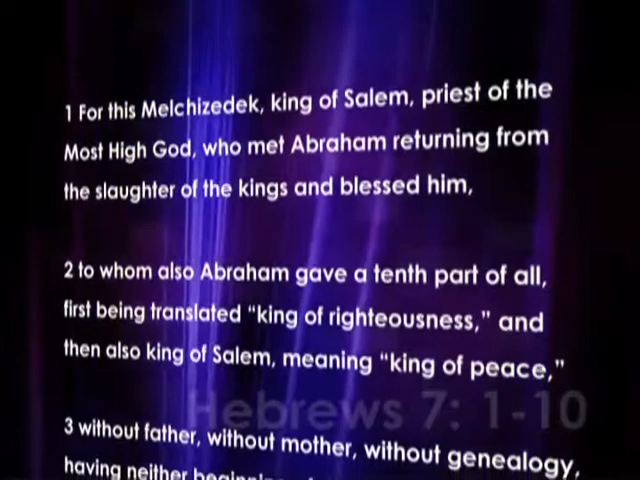 1 For this Melchizedek, king of Salem, priest of the
Most High God, who met Abraham returning from
the slaughter of the kings and blessed him,
2 to whom also Abraham gave a tenth part of all,
first being translated “king of righteousness,” and
then also king of Salem, meaning “king of peace,”
Hebrews 7: 1-10
3 without father, without mother, without genealogy,
having neither